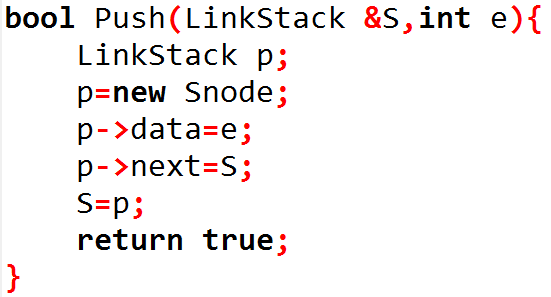 bool Push(LinkStack &S,int e){
    LinkStack p;
    p=new Snode;
    p->data=e;
    p->next=S;
    S=p;
    return true;
}